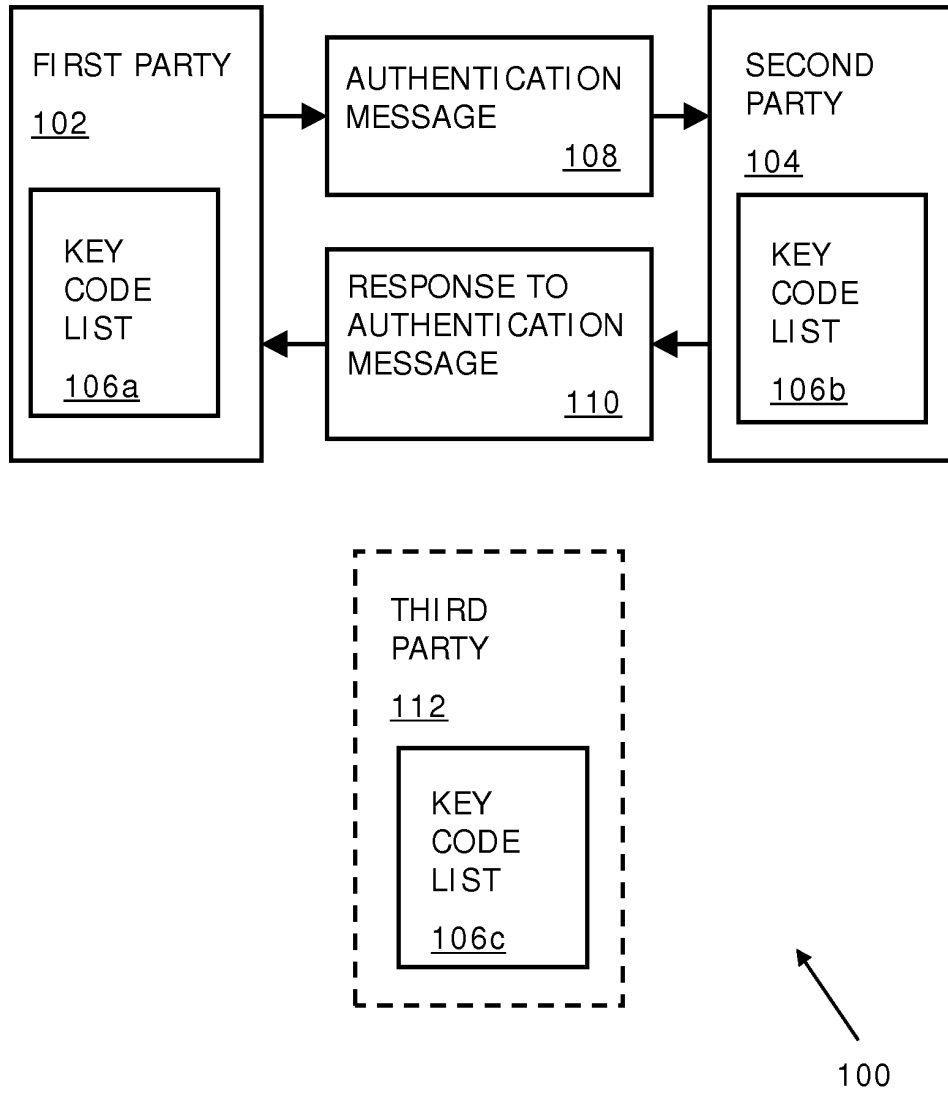 FIRST PARTY
102
KEY
CODE
LIST
106a
AUTHENTICATION
MESSAGE
108
RESPONSE TO
AUTHENTICATION
MESSAGE
110
SECOND
PARTY
104
KEY
CODE
LIST
106b
THIRD
PARTY
112
KEY
CODE
LIST
106c
100